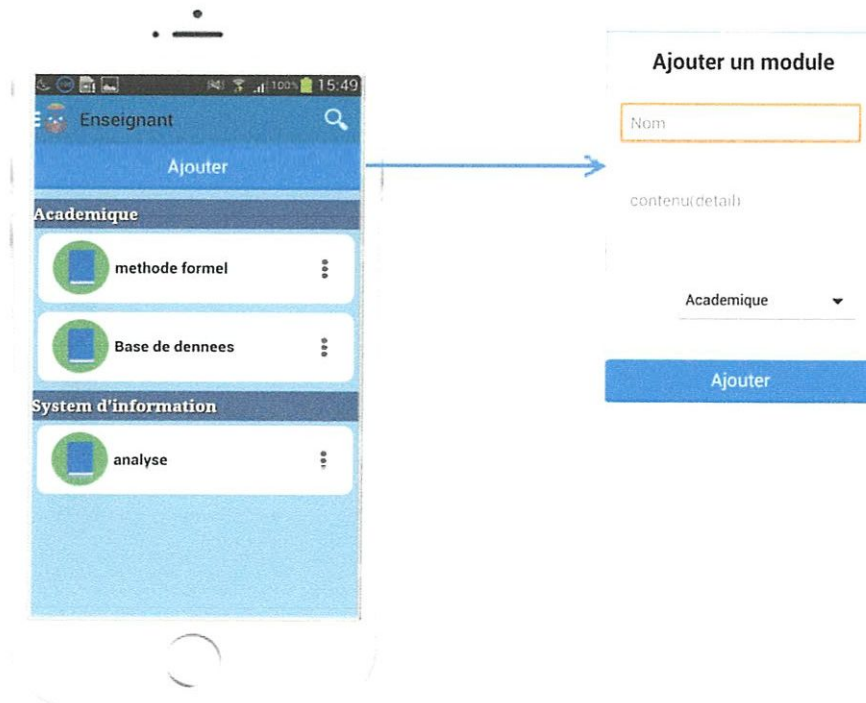 100% 15:49
Enseignant
Ajouter
Academique
methode formel
Base de dennees
System d'information
analyse
Ajouter un module
Nom
contenu(detail)
Academique
Ajouter